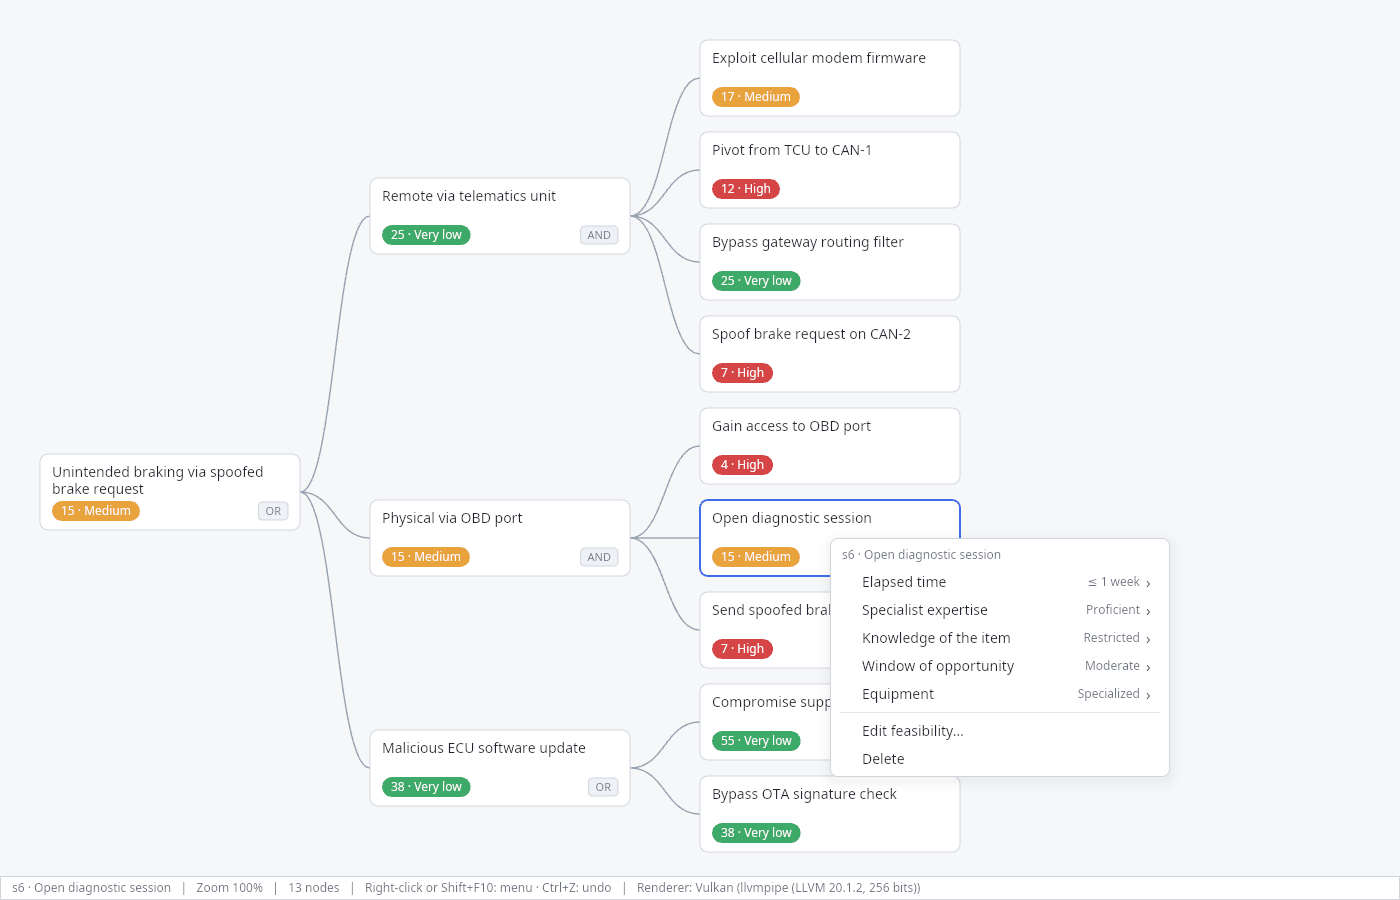 Exploit cellular modem firmware
17 · Medium
Pivot from TCU to CAN-1
12 · High
Remote via telematics unit
25 · Very low
AND
Bypass gateway routing filter
25 · Very low
Spoof brake request on CAN-2
7 · High
Gain access to OBD port
4 · High
Unintended braking via spoofed
brake request
15 · Medium
OR
Physical via OBD port
15 · Medium
AND
Open diagnostic session
15 · Medium
Send spoofed
7 · High
Compromise
55 · Very low
Malicious ECU software update
38 · Very low
OR
Bypass OTA signature check
38 · Very low
s6 · Open diagnostic session
Elapsed time ≤ 1 week ›
Specialist expertise Proficient ›
Knowledge of the item Restricted ›
Window of opportunity Moderate ›
Equipment Specialized ›
Edit feasibility...
Delete
s6 · Open diagnostic session | Zoom 100% | 13 nodes | Right-click or Shift+F10: menu · Ctrl+Z: undo | Renderer: Vulkan (llvmpipe (LLVM 20.1.2, 256 bits))